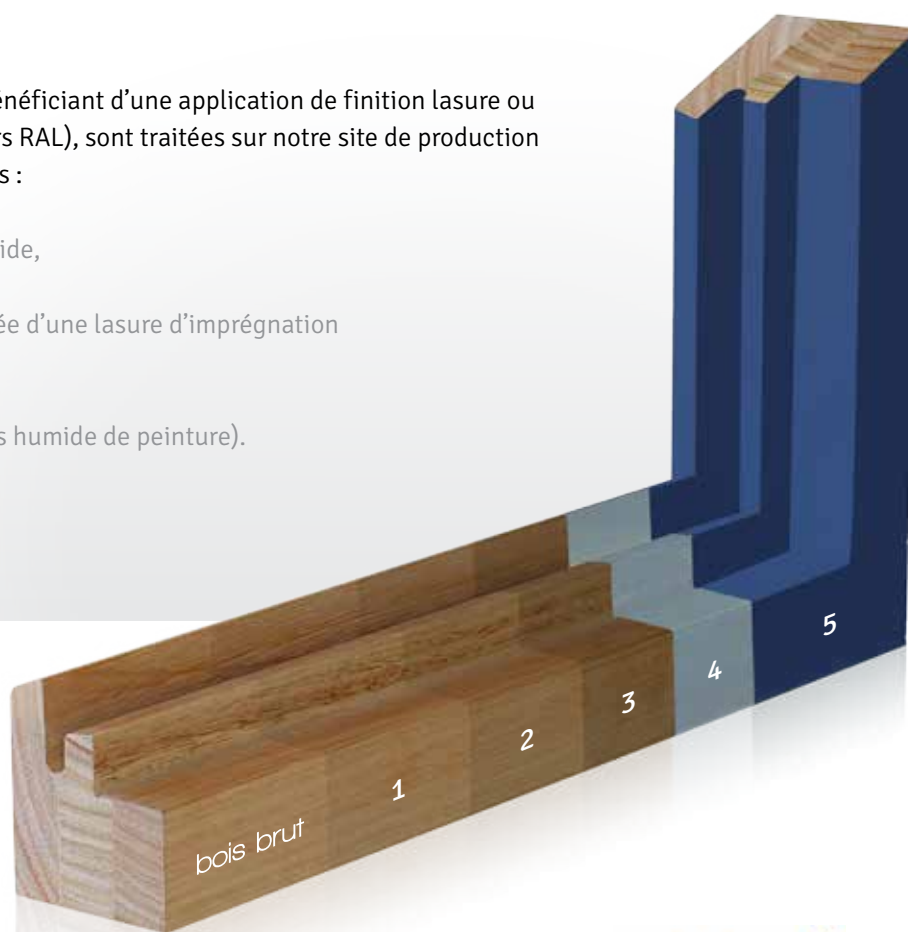 énéficiant d'une application de finition lasure ou
rs RAL), sont traitées sur notre site de production
s :
ide,
ée d'une lasure d'imprégnation
s humide de peinture).
5
4
3
2
1
bois brut